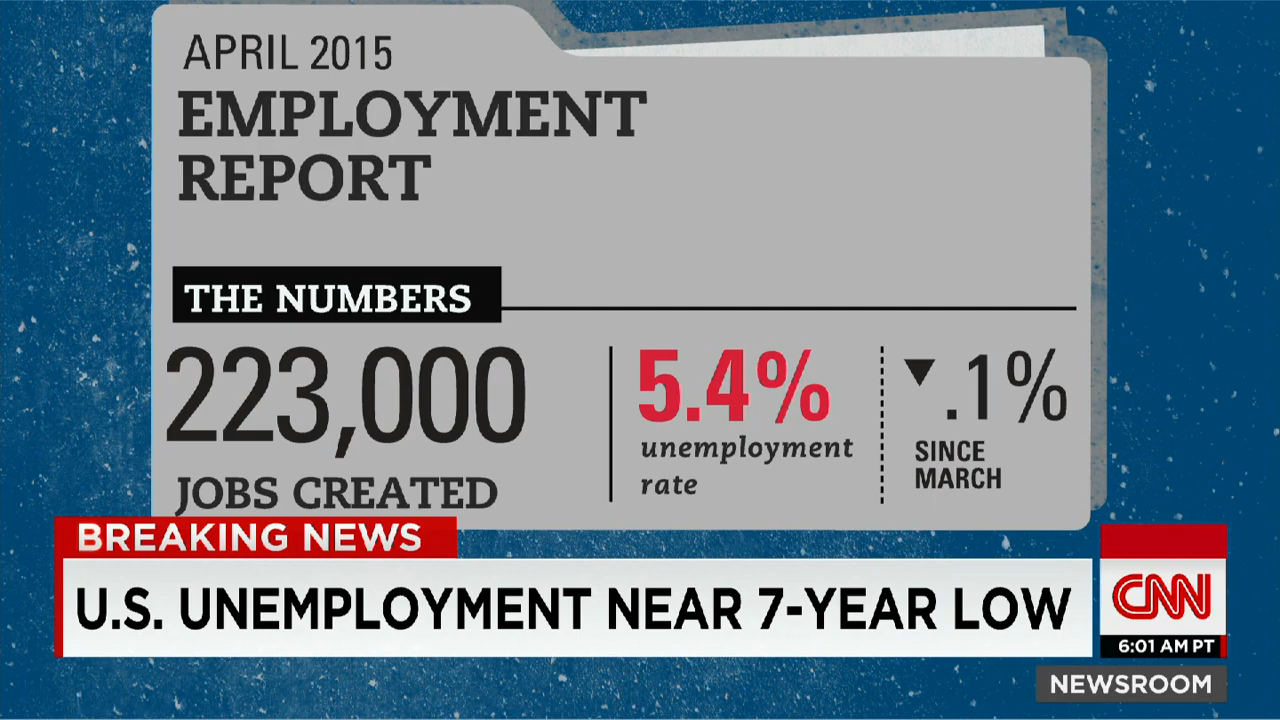 APRIL 2015
EMPLOYMENT
REPORT
THE NUMBERS
223,000
JOBS CREATED
5.4%
unemployment
rate
▼.1%
SINCE
MARCH
BREAKING NEWS
U.S. UNEMPLOYMENT NEAR 7-YEAR LOW
CNN
6:01 AM PT
NEWSROOM